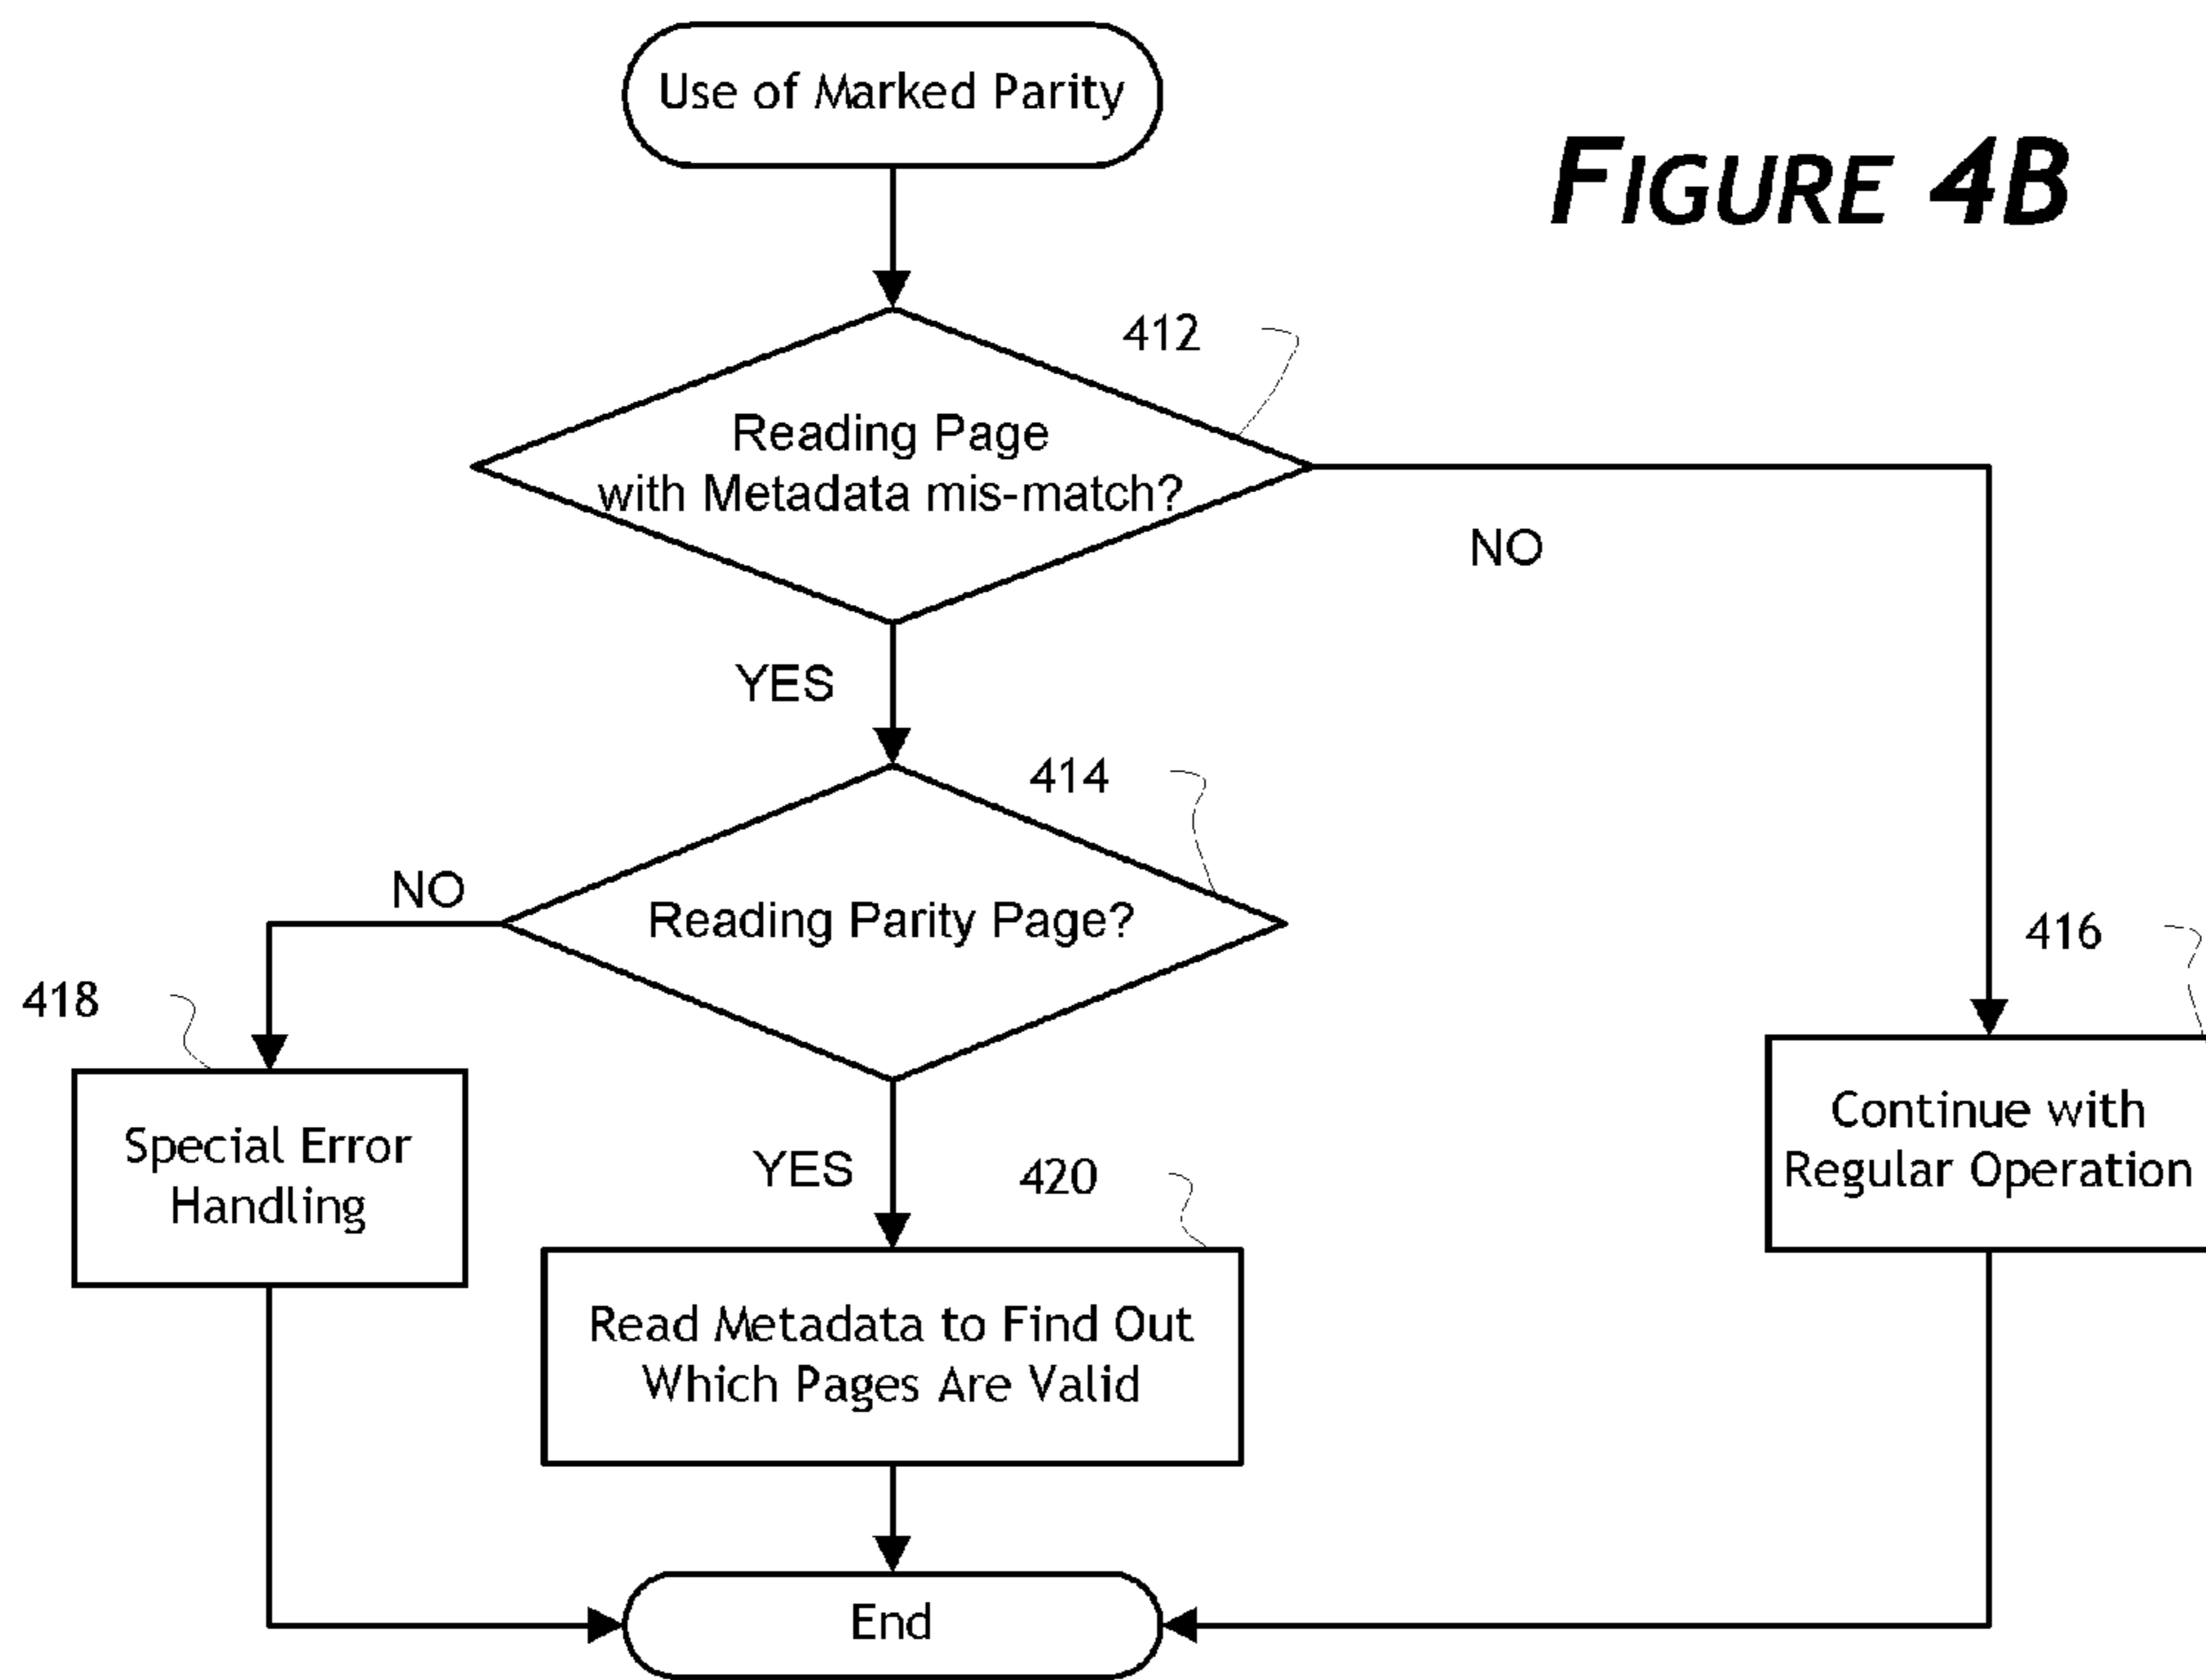 Use of Marked Parity
FIGURE 4B
412
Reading Page
with Metadata mis-match?
NO
YES
414
NO
Reading Parity Page?
416
418
Continue with
Regular Operation
Special Error
Handling
YES
420
Read Metadata to Find Out
Which Pages Are Valid
End